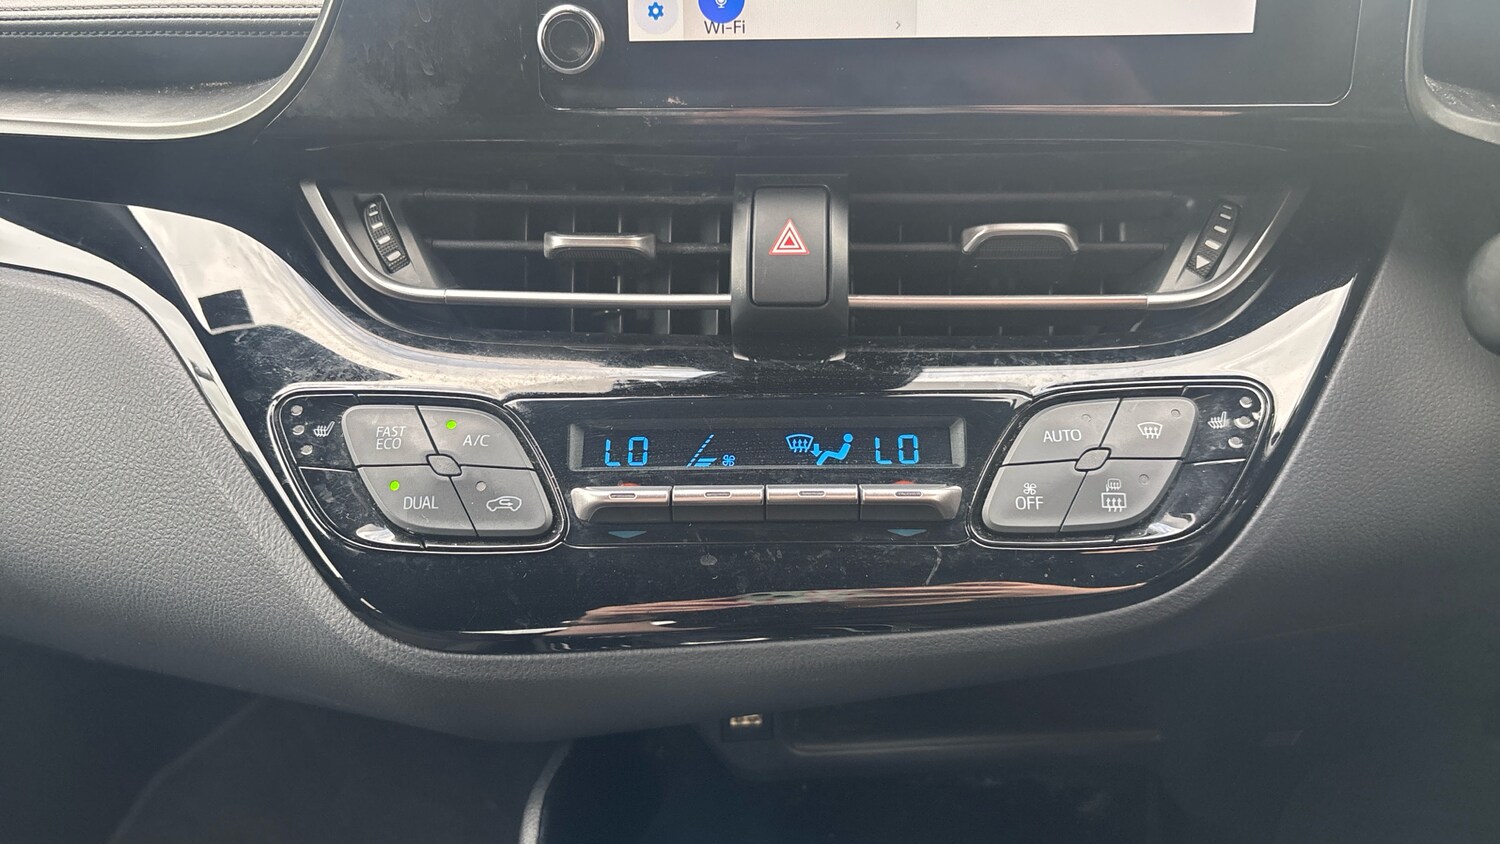 Wi-Fi
FAST
ECO
A/C
LO
LO
AUTO
DUAL
OFF